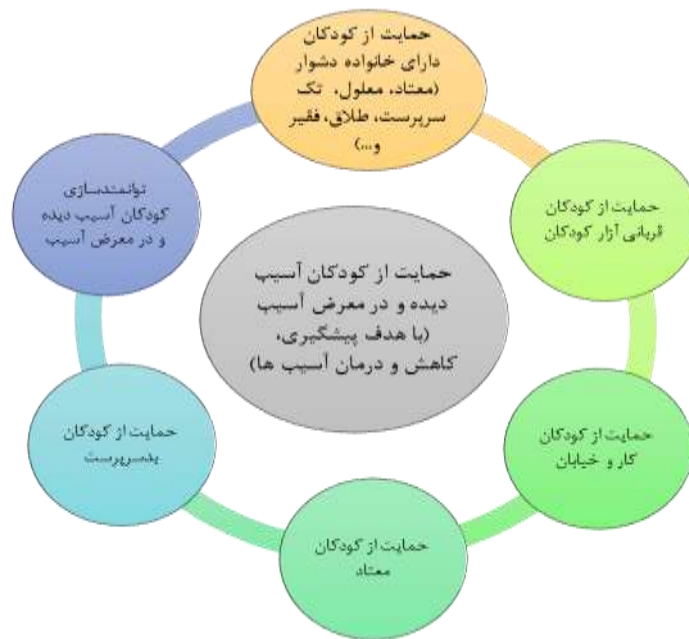 حمایت از کودکان
دارای خانواده دشوار
(معتاد، معلول، تک
سرپرست، طلاق، فقیر
و...)
حمایت از کودکان
قربانی آزار کودکان
حمایت از کودکان
کار و خیابان
حمایت از کودکان
معتاد
حمایت از کودکان
بدسرپرست
توانمندسازی
کودکان آسیب دیده
و در معرض آسیب
حمایت از کودکان آسیب
دیده و در معرض آسیب
(با هدف پیشگیری،
کاهش و درمان آسیب ها)